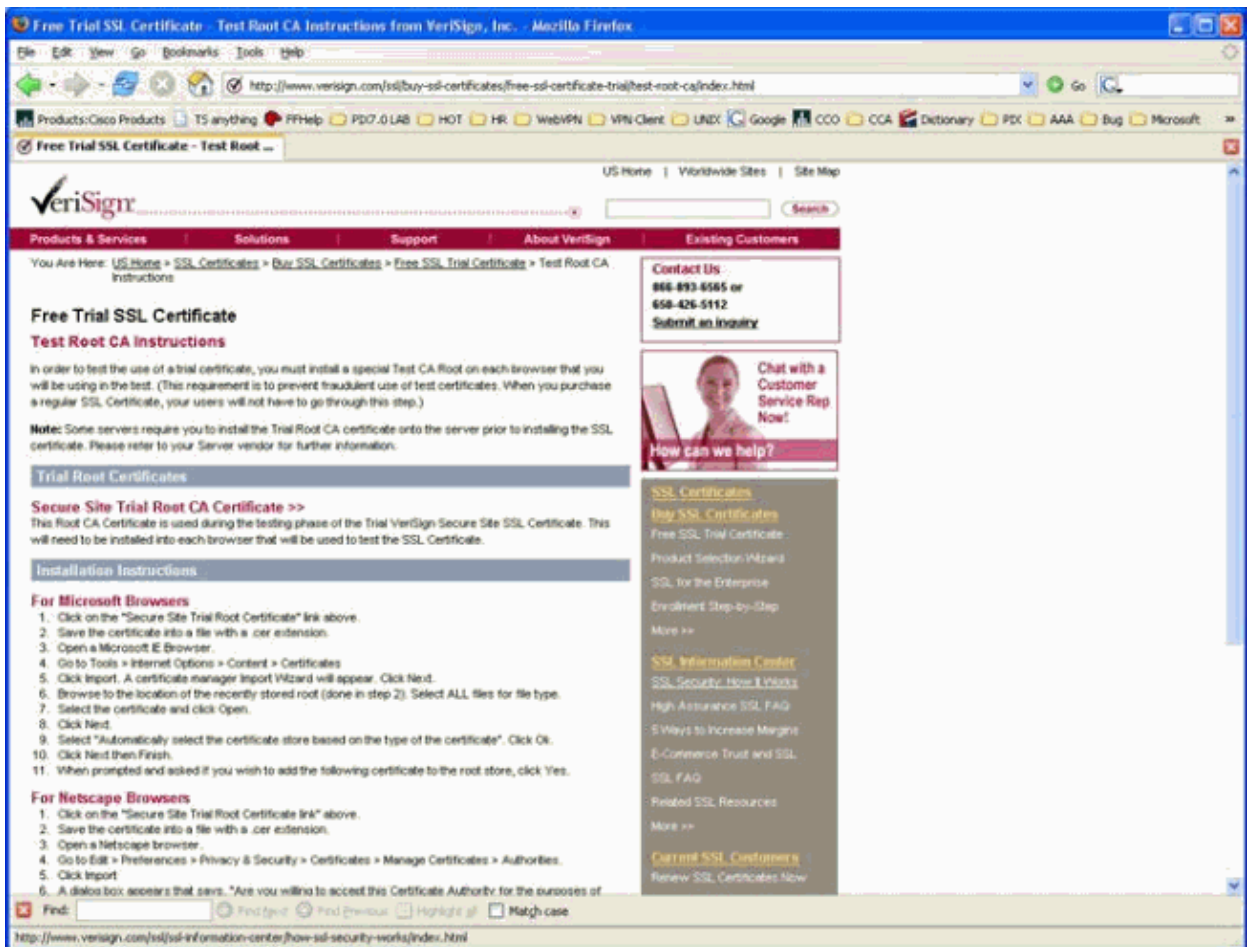 Free Trial SSL Certificate - Test Root CA Instructions from VeriSign, Inc. - Mozilla Firefox
File Edit View Go Bookmarks Tools Help
http://www.verisign.com/ssl/buy-ssl-certificates/free-ssl-certificate-trial/test-root-ca/index.html
Go
Products:Cisco Products TS anything FFHelp PIX7.0 LAB HOT HR WebVPN VPN Client UNIX Google CCO CCA Dictionary PIX AAA Bug Microsoft »
Free Trial SSL Certificate - Test Root ...
US Home | Worldwide Sites | Site Map
VeriSign
Search
Products & Services | Solutions | Support | About VeriSign | Existing Customers
You Are Here: US Home > SSL Certificates > Buy SSL Certificates > Free SSL Trial Certificate > Test Root CA
Instructions
Free Trial SSL Certificate
Test Root CA Instructions
In order to test the use of a trial certificate, you must install a special Test CA Root on each browser that you
will be using in the test. (This requirement is to prevent fraudulent use of test certificates. When you purchase
a regular SSL Certificate, your users will not have to go through this step.)
Note: Some servers require you to install the Trial Root CA certificate onto the server prior to installing the SSL
certificate. Please refer to your Server vendor for further information.
Trial Root Certificates
Secure Site Trial Root CA Certificate >>
This Root CA Certificate is used during the testing phase of the Trial VeriSign Secure Site SSL Certificate. This
will need to be installed into each browser that will be used to test the SSL Certificate.
Installation Instructions
For Microsoft Browsers
1. Click on the "Secure Site Trial Root Certificate" link above.
2. Save the certificate into a file with a .cer extension.
3. Open a Microsoft IE Browser.
4. Go to Tools > Internet Options > Content > Certificates
5. Click Import. A certificate manager Import Wizard will appear. Click Next.
6. Browse to the location of the recently stored root (done in step 2). Select ALL files for file type.
7. Select the certificate and click Open.
8. Click Next.
9. Select "Automatically select the certificate store based on the type of the certificate". Click Ok.
10. Click Next then Finish.
11. When prompted and asked if you wish to add the following certificate to the root store, click Yes.
For Netscape Browsers
1. Click on the "Secure Site Trial Root Certificate link" above.
2. Save the certificate into a file with a .cer extension.
3. Open a Netscape browser.
4. Go to Edit > Preferences > Privacy & Security > Certificates > Manage Certificates > Authorities.
5. Click Import
6. A dialog box appears that says, "Are you willing to accept this Certificate Authority for the purposes of
Contact Us
866-893-6565 or
650-426-5112
Submit an inquiry
Chat with a
Customer
Service Rep
Now!
How can we help?
SSL Certificates
Buy SSL Certificates
Free SSL Trial Certificate
Product Selection Wizard
SSL for the Enterprise
Enrollment Step-by-Step
More >>
SSL Information Center
SSL Security: How It Works
High Assurance SSL FAQ
5 Ways to Increase Margins
E-Commerce Trust and SSL
SSL FAQ
Related SSL Resources
More >>
Current SSL Customers
Renew SSL Certificates Now
Find: Find Next Find Previous Highlight all Match case
http://www.verisign.com/ssl/ssl-information-center/how-ssl-security-works/index.html